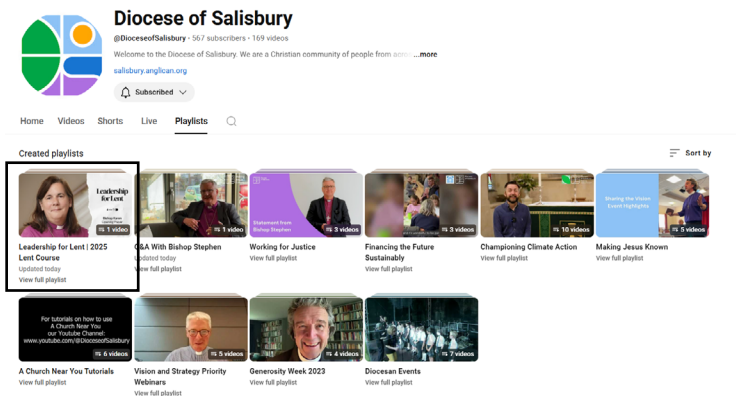 Diocese of Salisbury
@DioceseofSalisbury · 567 subscribers · 169 videos
Welcome to the Diocese of Salisbury. We are a Christian community of people from ...more
salisbury.anglican.org
Subscribed
Home Videos Shorts Live Playlists
Created playlists
Sort by
Leadership
for Lent
1 video
1 video
Statement from
Bishop Stephen
3 videos
3 videos
10 videos
Sharing the Vision
Event Highlights
5 videos
Leadership for Lent | 2025
Lent Course
Updated today
View full playlist
Q&A With Bishop Stephen
Updated today
View full playlist
Working for Justice
View full playlist
Financing the Future
Sustainably
View full playlist
Championing Climate Action
View full playlist
Making Jesus Known
View full playlist
For tutorials on how to use
A Church Near You
our Youtube Channel:
www.youtube.com/@DioceseofSalisbury
6 videos
5 videos
4 videos
7 videos
A Church Near You Tutorials
View full playlist
Vision and Strategy Priority
Webinars
View full playlist
Generosity Week 2023
View full playlist
Diocesan Events
View full playlist